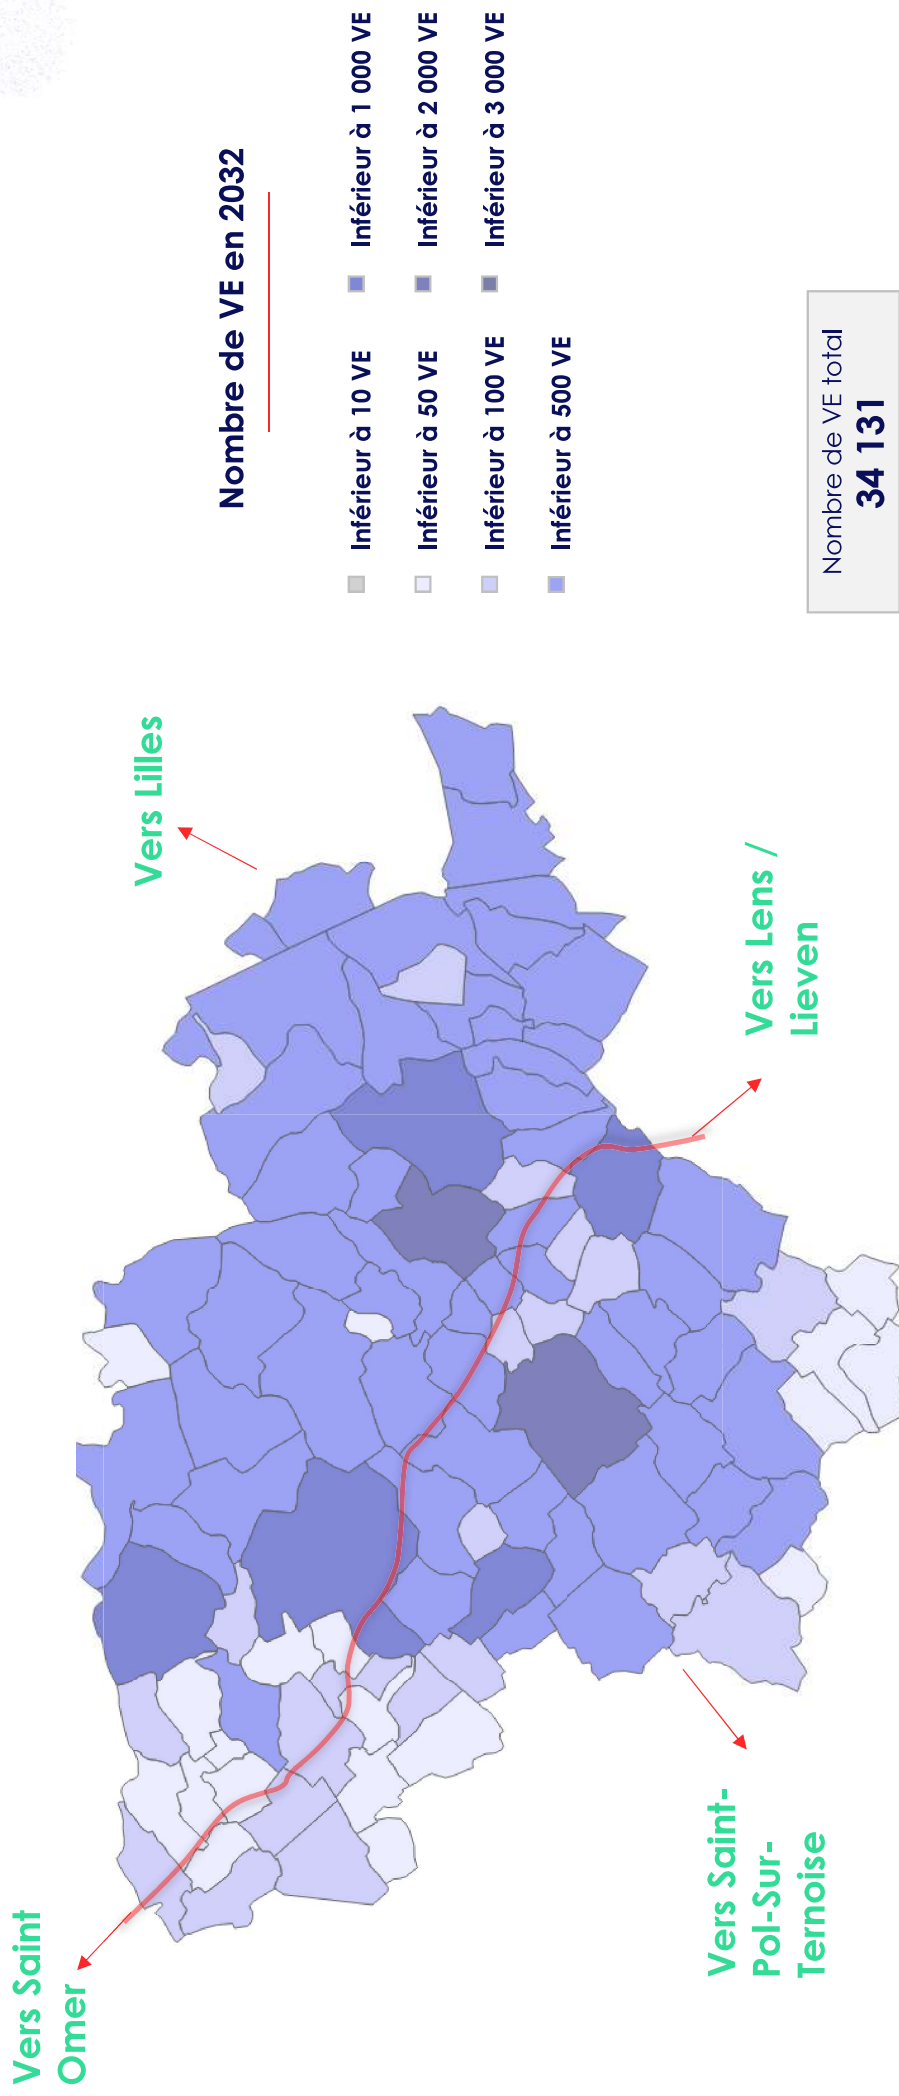 Nombre de VE en 2032
Inférieur à 10 VE
Inférieur à 50 VE
Inférieur à 100 VE
Inférieur à 500 VE
Inférieur à 1 000 VE
Inférieur à 2 000 VE
Inférieur à 3 000 VE
Nombre de VE total
34 131
Vers Saint
Omer
Vers Lilles
Vers Saint-
Pol-Sur-
Ternoise
Vers Lens /
Lieven